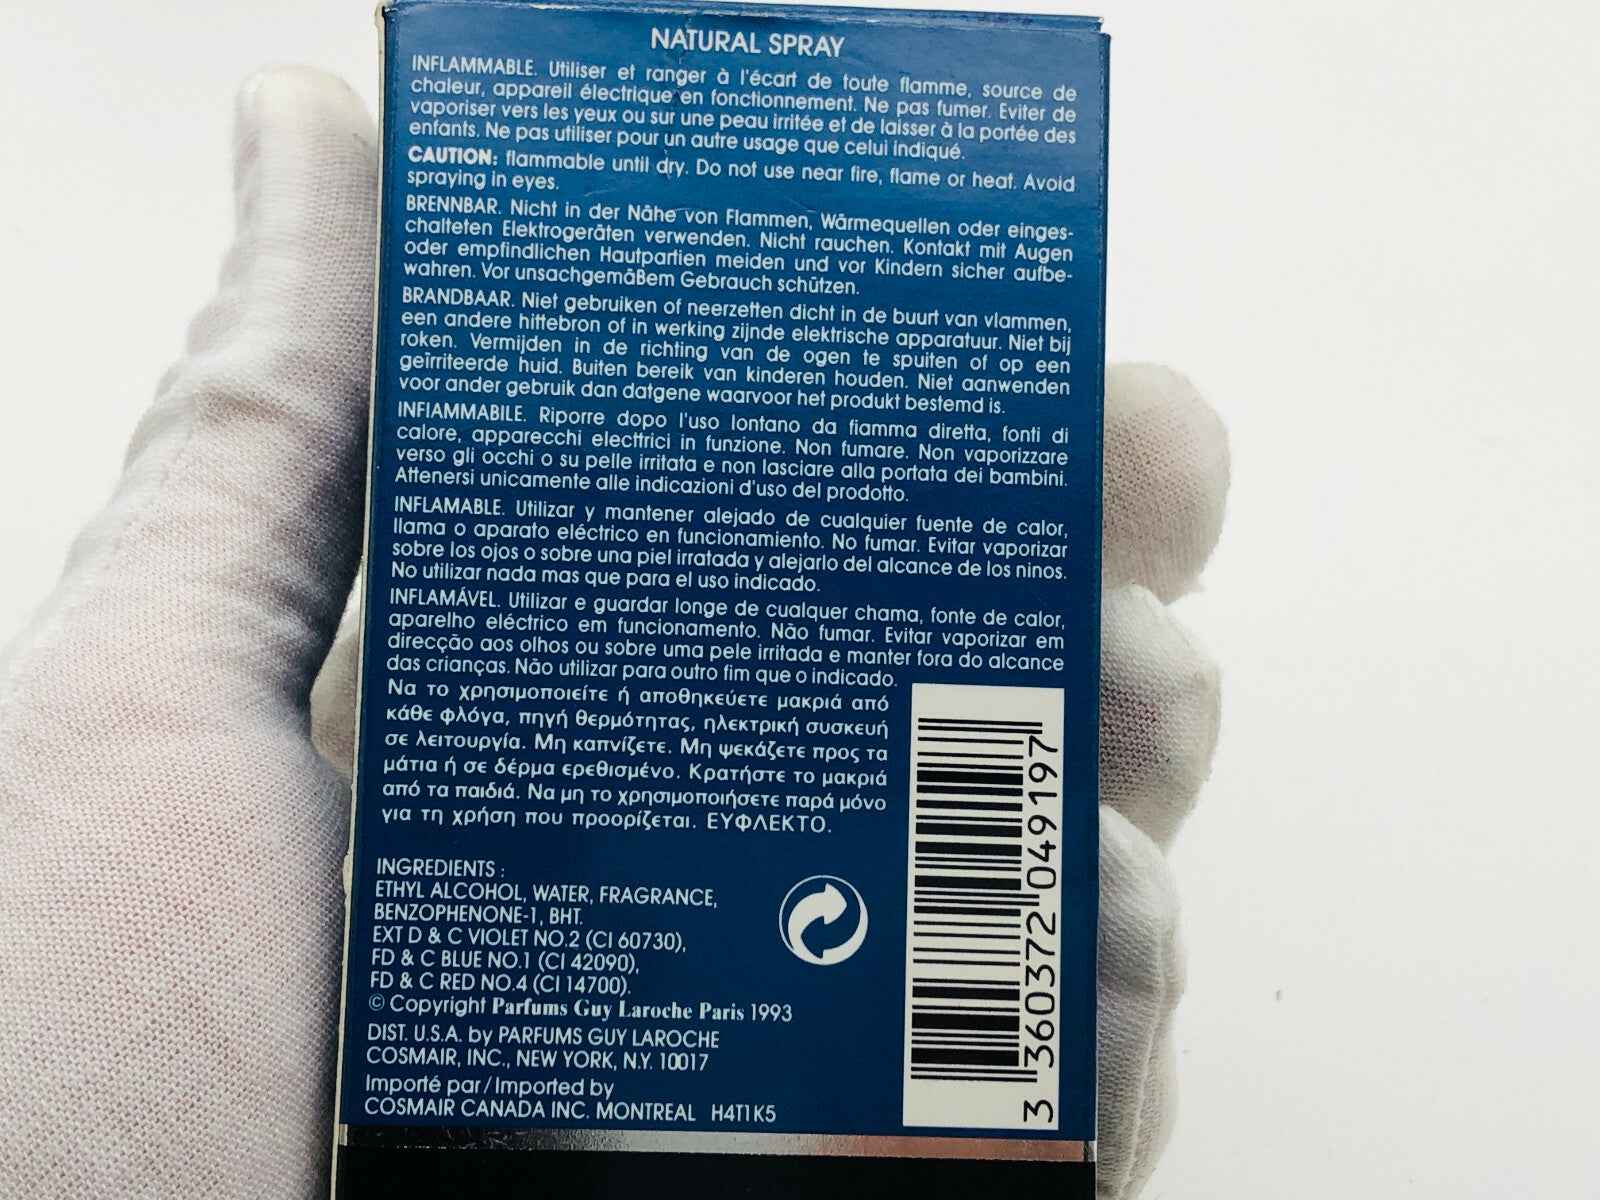 NATURAL SPRAY
INFLAMMABLE. Utiliser et ranger à l'écart de toute flamme, source de
chaleur, appareil électrique en fonctionnement. Ne pas fumer. Eviter de
vaporiser vers les yeux ou sur une peau irritée et de laisser à la portée des
enfants. Ne pas utiliser pour un autre usage que celui indiqué.
CAUTION: flammable until dry. Do not use near fire, flame or heat. Avoid
spraying in eyes.
BRENNBAR. Nicht in der Nähe von Flammen, Wärmequellen oder einges-
chalteten Elektrogeräten verwenden. Nicht rauchen. Kontakt mit Augen
oder empfindlichen Hautpartien meiden und vor Kindern sicher aufbe-
wahren. Vor unsachgemäßem Gebrauch schützen.
BRANDBAAR. Niet gebruiken of neerzetten dicht in de buurt van vlammen,
een andere hittebron of in werking zijnde elektrische apparatuur. Niet bij
roken. Vermijden in de richting van de ogen te spuiten of op een
geïrriteerde huid. Buiten bereik van kinderen houden. Niet aanwenden
voor ander gebruik dan datgene waarvoor het produkt bestemd is.
INFIAMMABILE. Riporre dopo l'uso lontano da fiamma diretta, fonti di
calore, apparecchi electtrici in funzione. Non fumare. Non vaporizzare
verso gli occhi o su pelle irritata e non lasciare alla portata dei bambini.
Attenersi unicamente alle indicazioni d'uso del prodotto.
INFLAMABLE. Utilizar y mantener alejado de cualquier fuente de calor,
llama o aparato eléctrico en funcionamiento. No fumar. Evitar vaporizar
sobre los ojos o sobre una piel irratada y alejarlo del alcance de los ninos.
No utilizar nada mas que para el uso indicado.
INFLAMÁVEL. Utilizar e guardar longe de cualquer chama, fonte de calor,
aparelho eléctrico em funcionamento. Não fumar. Evitar vaporizar em
direcção aos olhos ou sobre uma pele irritada e manter fora do alcance
das crianças. Não utilizar para outro fim que o indicado.
Να το χρησιμοποιείτε ή αποθηκεύετε μακριά από
κάθε φλόγα, πηγή θερμότητας, ηλεκτρική συσκευή
σε λειτουργία. Μη καπνίζετε. Μη ψεκάζετε προς τα
μάτια ή σε δέρμα ερεθισμένο. Κρατήστε το μακριά
από τα παιδιά. Να μη το χρησιμοποιήσετε παρά μόνο
για τη χρήση που προορίζεται. ΕΥΦΛΕΚΤΟ.
INGREDIENTS :
ETHYL ALCOHOL, WATER, FRAGRANCE,
BENZOPHENONE-1, BHT.
EXT D & C VIOLET NO.2 (CI 60730),
FD & C BLUE NO.1 (CI 42090),
FD & C RED NO.4 (CI 14700).
© Copyright Parfums Guy Laroche Paris 1993
DIST. U.S.A. by PARFUMS GUY LAROCHE
COSMAIR, INC., NEW YORK, N.Y. 10017
Importé par / Imported by
COSMAIR CANADA INC. MONTREAL H4T1K5
3 360372 049197